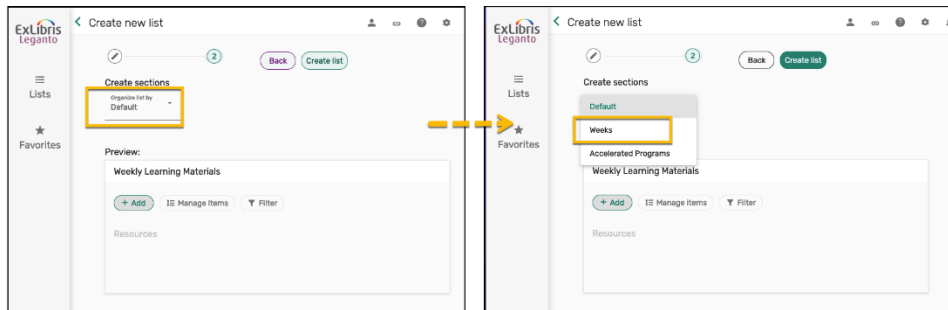 ExLibris
Leganto
Create new list
2
Back
Create list
Lists
Create sections
Organize list by
Default
Favorites
Preview:
Weekly Learning Materials
+ Add
Manage Items
Filter
Resources
ExLibris
Leganto
Create new list
2
Back
Create list
Create sections
Lists
Default
Weeks
Favorites
Accelerated Programs
Weekly Learning Materials
+ Add
Manage Items
Filter
Resources